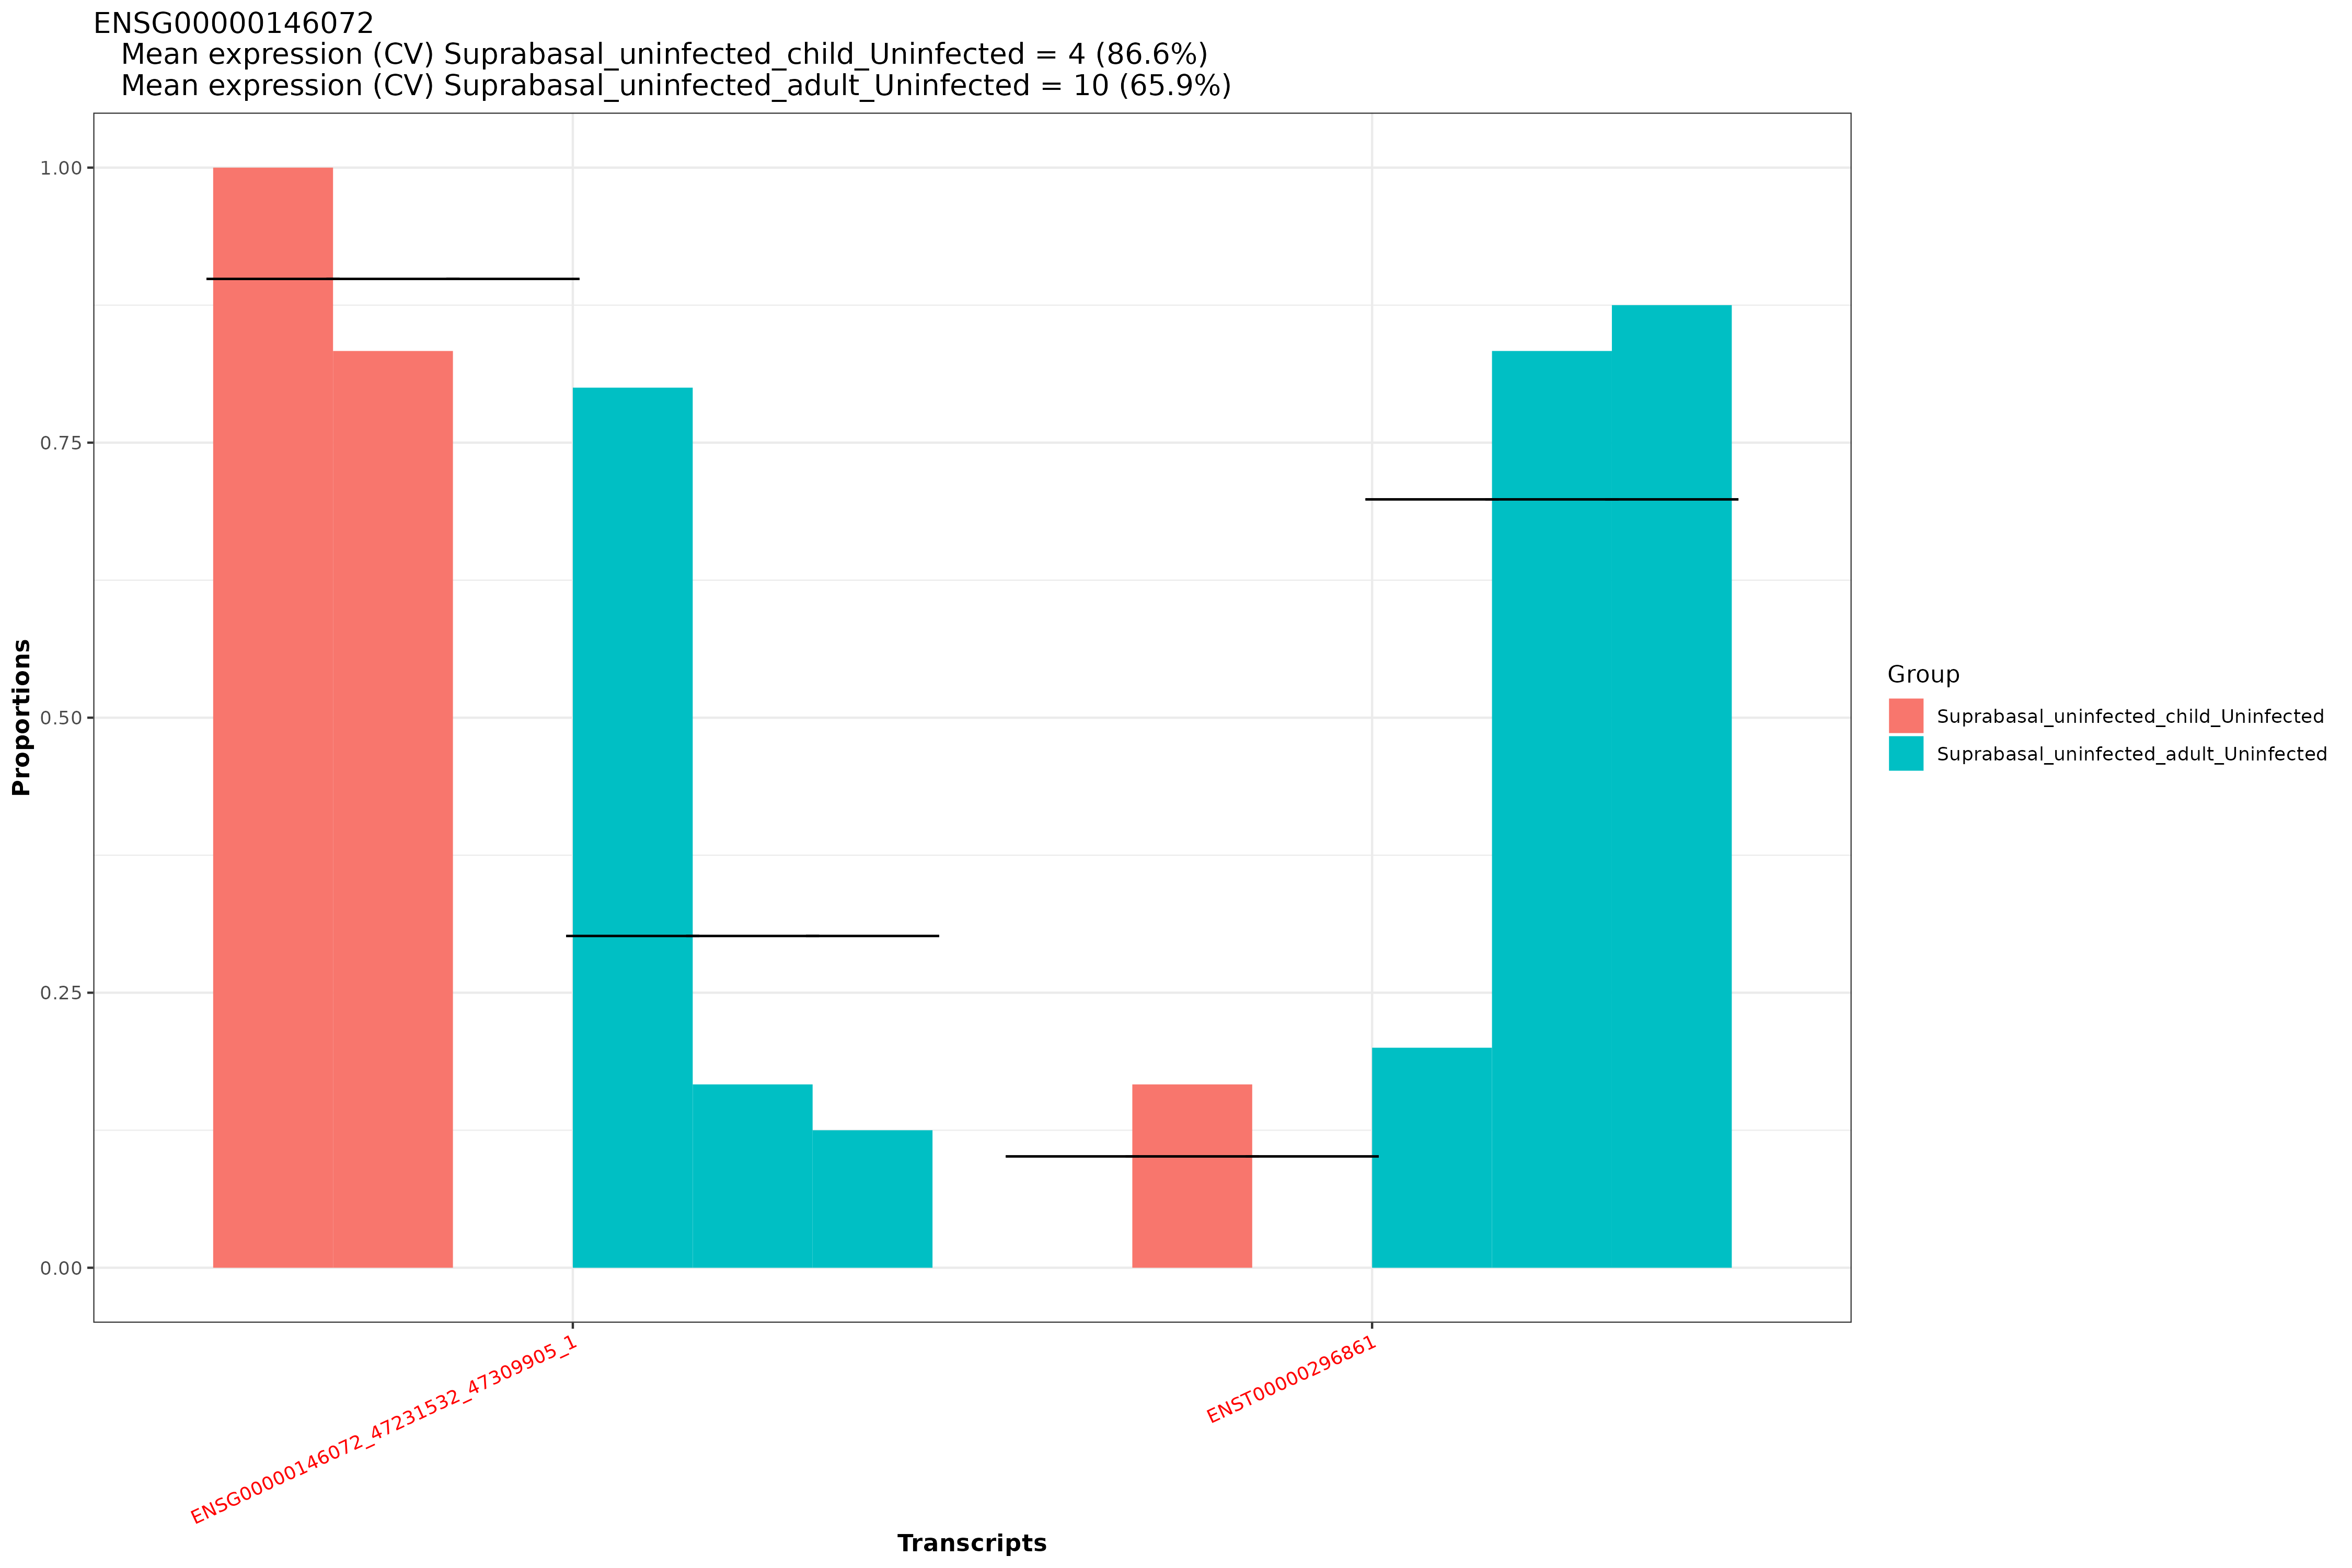 ENSG00000146072
Mean expression (CV) Suprabasal_uninfected_child_Uninfected = 4 (86.6%)
Mean expression (CV) Suprabasal_uninfected_adult_Uninfected = 10 (65.9%)
1.00
0.75
0.50
0.25
0.00
Proportions
ENSG00000146072_47231532_47309905_1
ENST00000296861
Transcripts
Group
Suprabasal_uninfected_child_Uninfected
Suprabasal_uninfected_adult_Uninfected